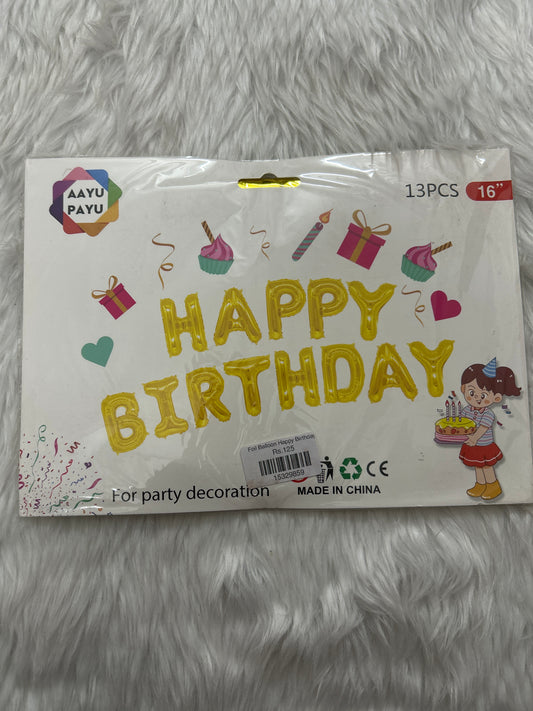 AAYU
PAYU
13PCS
16"
HAPPY
BIRTHDAY
Foil Balloon Happy Birthda
Rs.125
15329859
For party decoration
CE
MADE IN CHINA